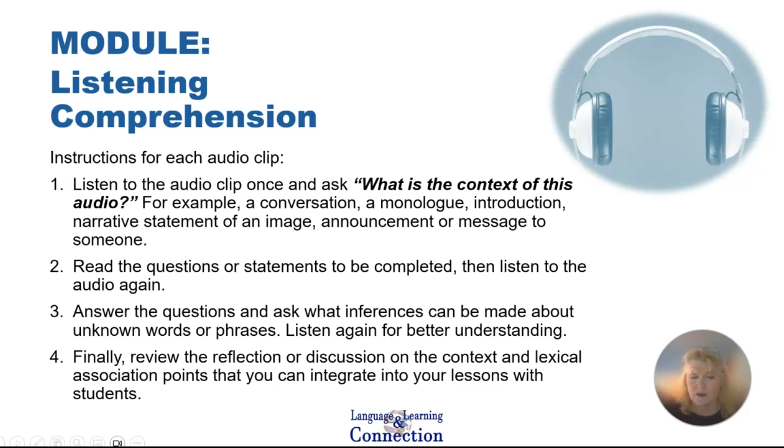 MODULE:
Listening
Comprehension
Instructions for each audio clip:
1. Listen to the audio clip once and ask “What is the context of this
audio?” For example, a conversation, a monologue, introduction,
narrative statement of an image, announcement or message to
someone.
2. Read the questions or statements to be completed, then listen to the
audio again.
3. Answer the questions and ask what inferences can be made about
unknown words or phrases. Listen again for better understanding.
4. Finally, review the reflection or discussion on the context and lexical
association points that you can integrate into your lessons with
students.
Language Learning
&
Connection